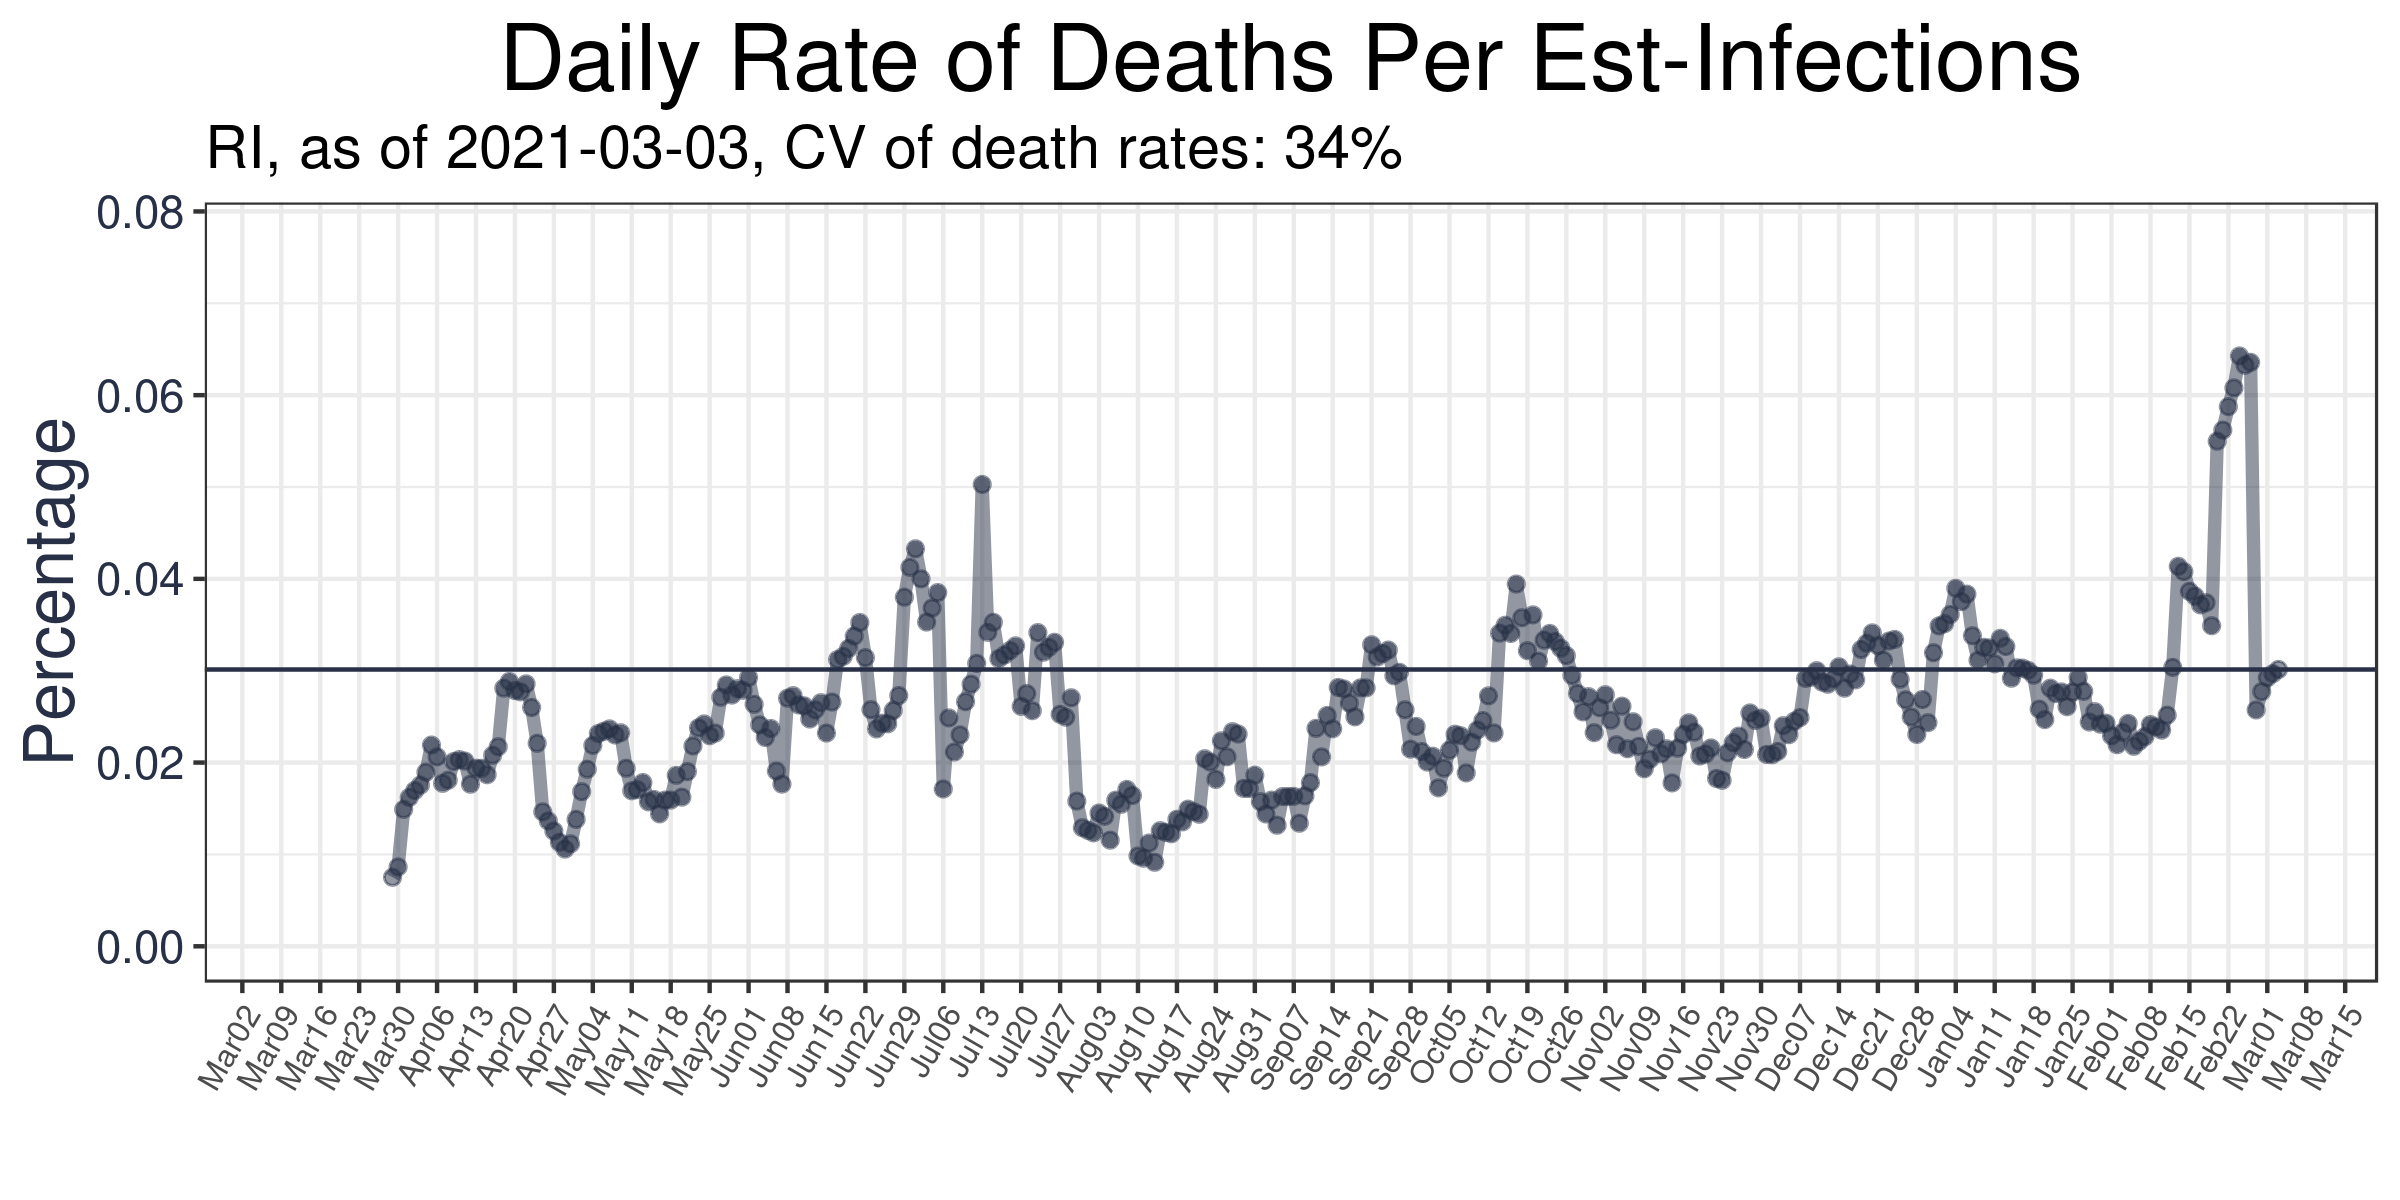 Daily Rate of Deaths Per Est-Infections
RI, as of 2021-03-03, CV of death rates: 34%
Percentage
0.08
0.06
0.04
0.02
0.00
Mar02
Mar09
Mar16
Mar23
Mar30
Apr06
Apr13
Apr20
Apr27
May04
May11
May18
May25
Jun01
Jun08
Jun15
Jun22
Jun29
Jul06
Jul13
Jul20
Jul27
Aug03
Aug10
Aug17
Aug24
Aug31
Sep07
Sep14
Sep21
Sep28
Oct05
Oct12
Oct19
Oct26
Nov02
Nov09
Nov16
Nov23
Nov30
Dec07
Dec14
Dec21
Dec28
Jan04
Jan11
Jan18
Jan25
Feb01
Feb08
Feb15
Feb22
Mar01
Mar08
Mar15